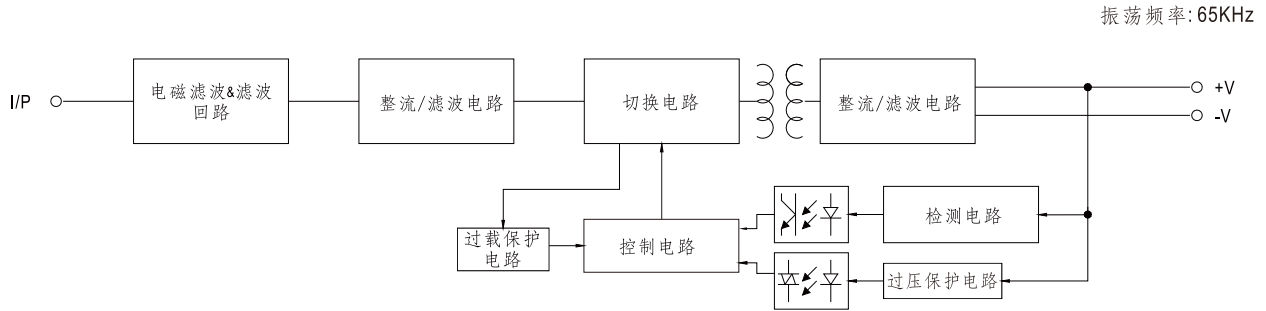 振荡频率: 65KHz
I/P
电磁滤波&滤波
回路
整流/滤波电路
切换电路
整流/滤波电路
+V
-V
过载保护
电路
控制电路
检测电路
过压保护电路